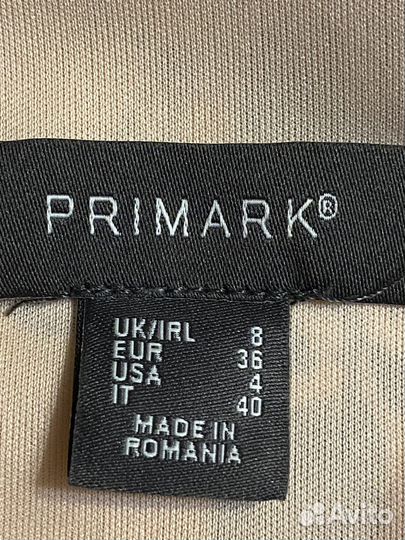 PRIMARK®
UK/IRL 8
EUR 36
USA 4
IT 40
MADE IN
ROMANIA
Avito